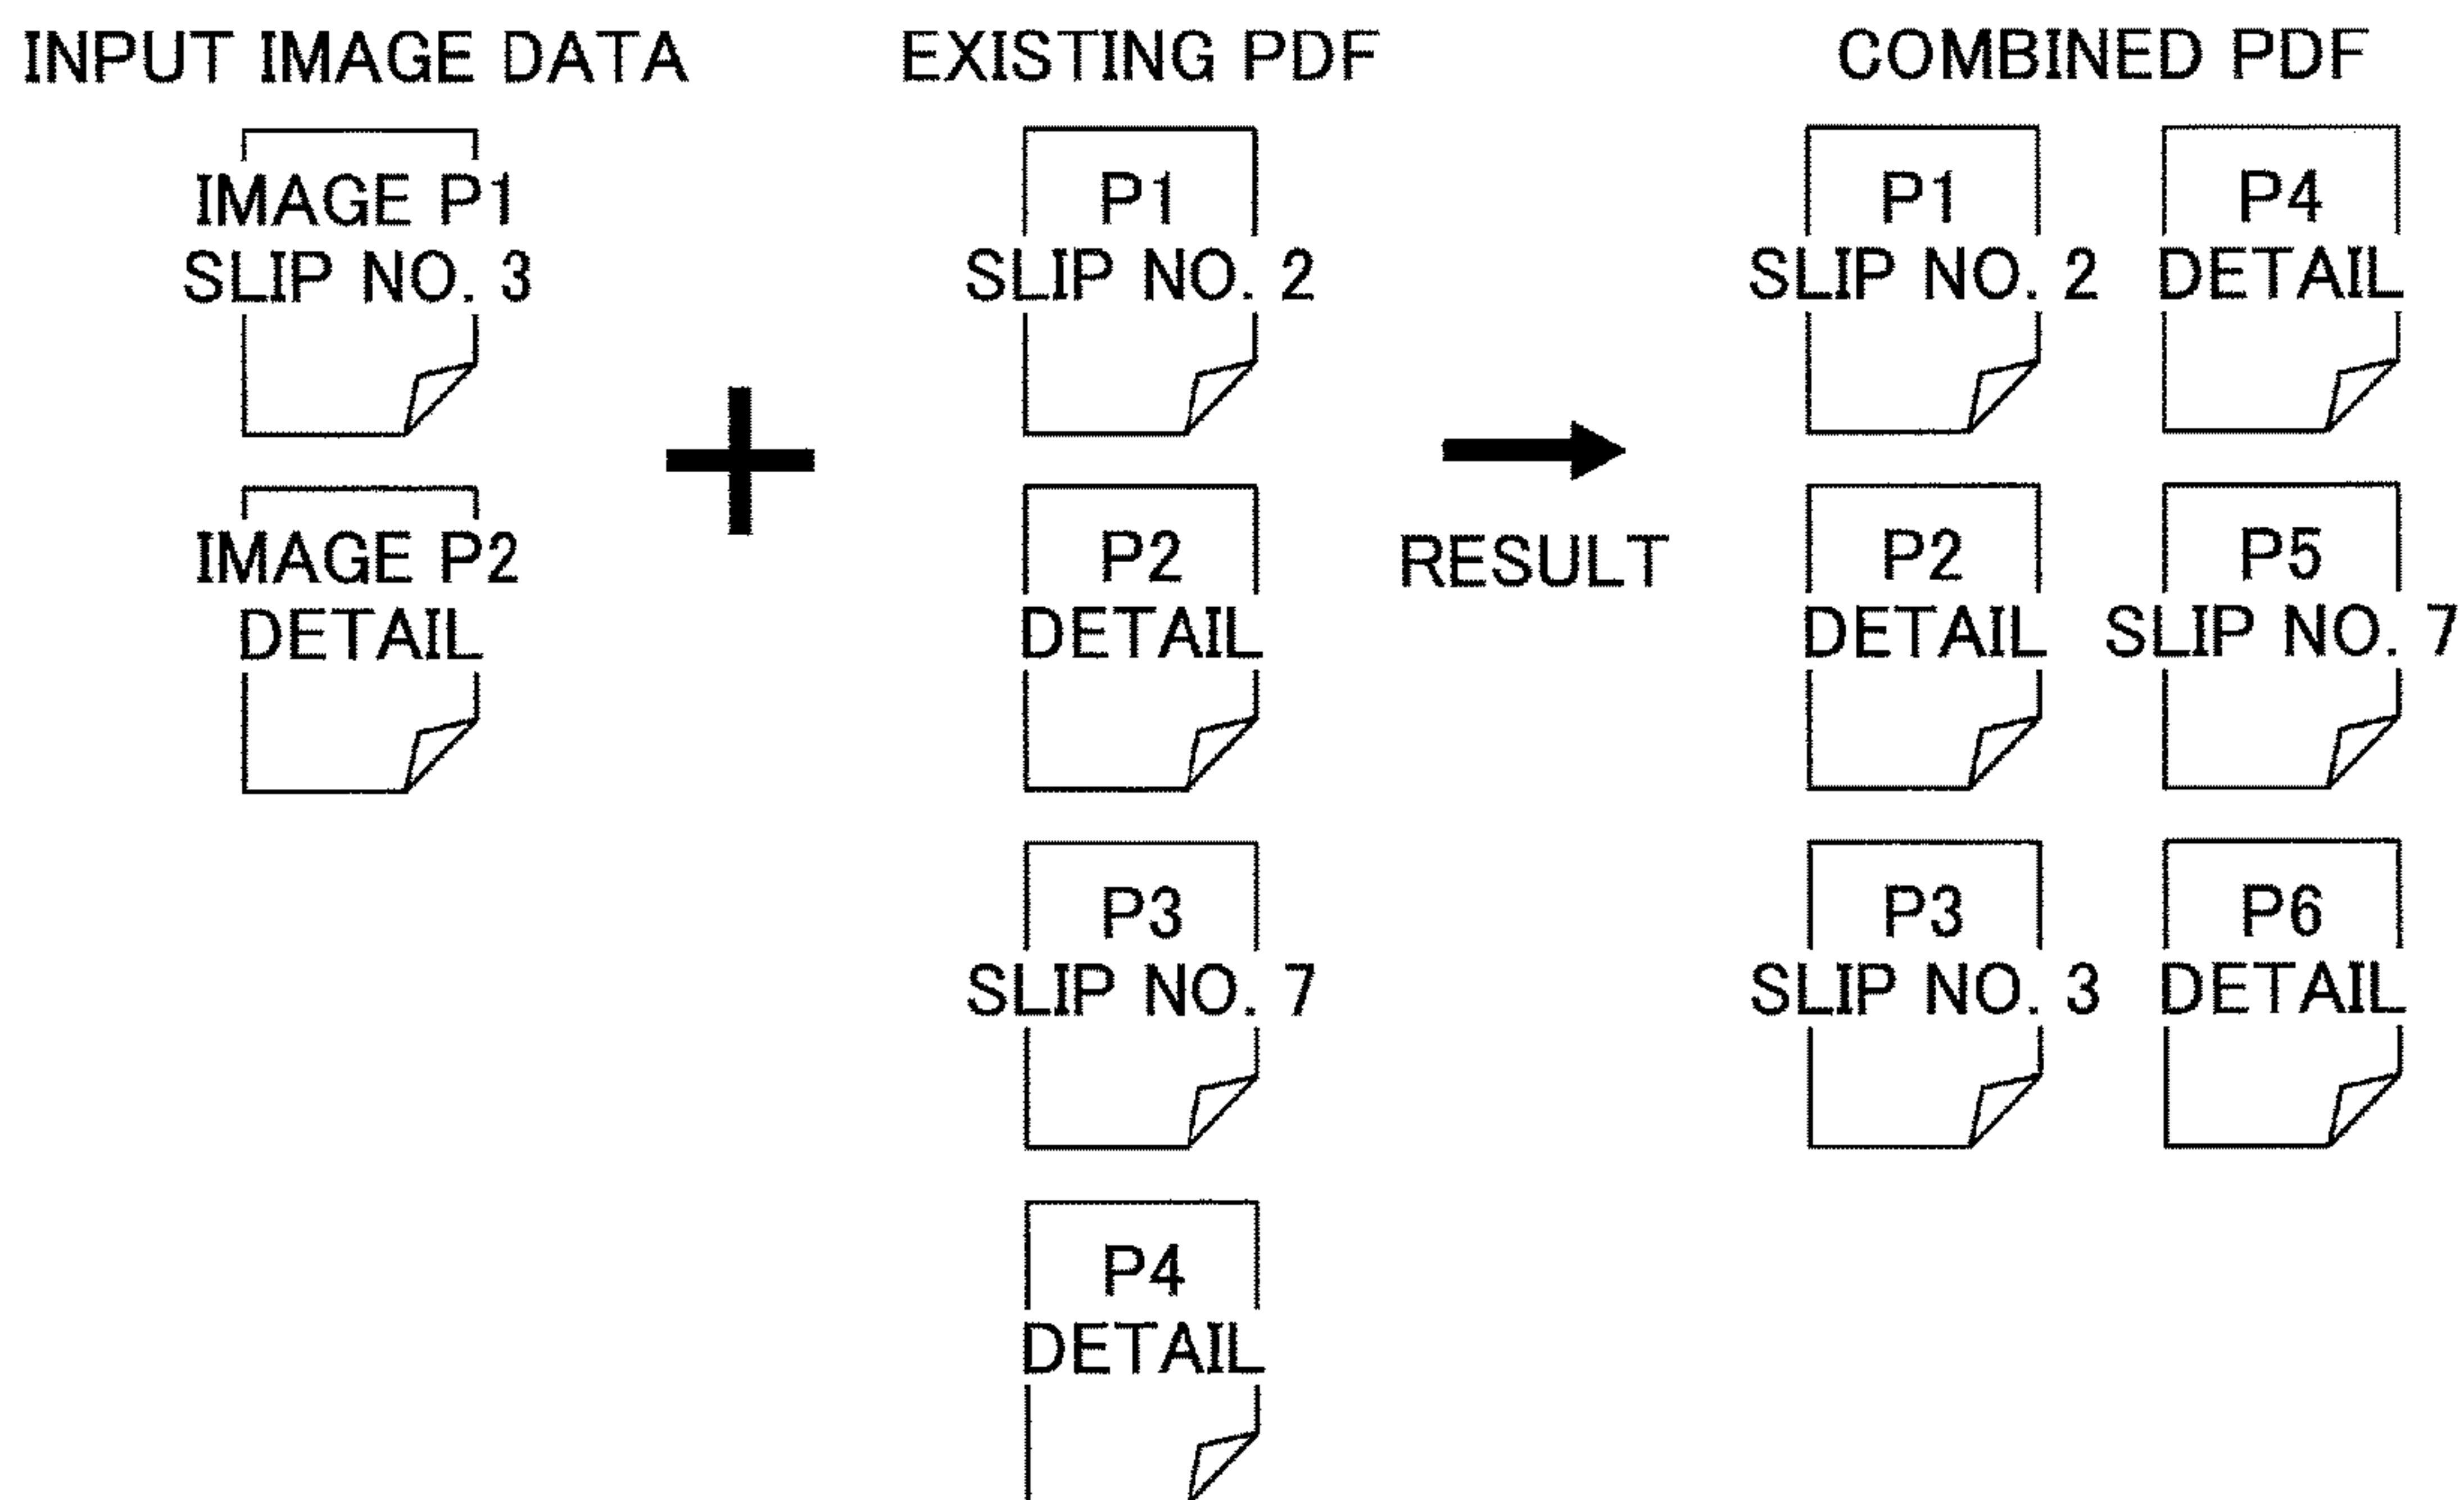 INPUT IMAGE DATA
IMAGE P1
SLIP NO. 3
IMAGE P2
DETAIL
EXISTING PDF
P1
SLIP NO. 2
P2
DETAIL
P3
SLIP NO. 7
P4
DETAIL
RESULT
COMBINED PDF
P1
SLIP NO. 2
P2
DETAIL
P3
SLIP NO. 3
P4
DETAIL
P5
SLIP NO. 7
P6
DETAIL